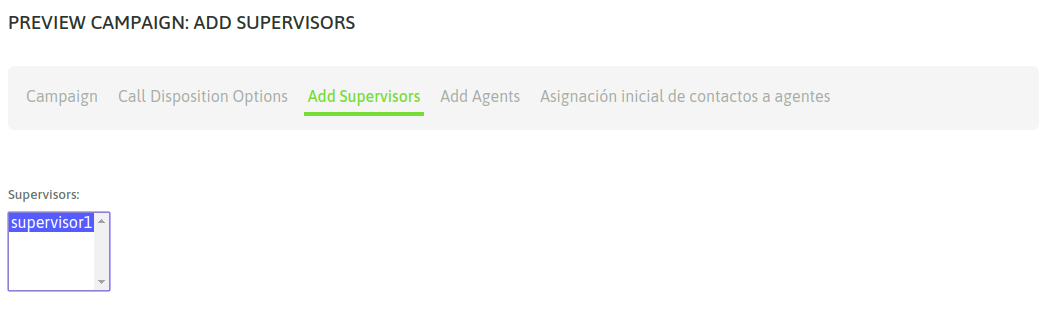 PREVIEW CAMPAIGN: ADD SUPERVISORS
Campaign Call Disposition Options Add Supervisors Add Agents Asignación inicial de contactos a agentes
Supervisors:
supervisor1